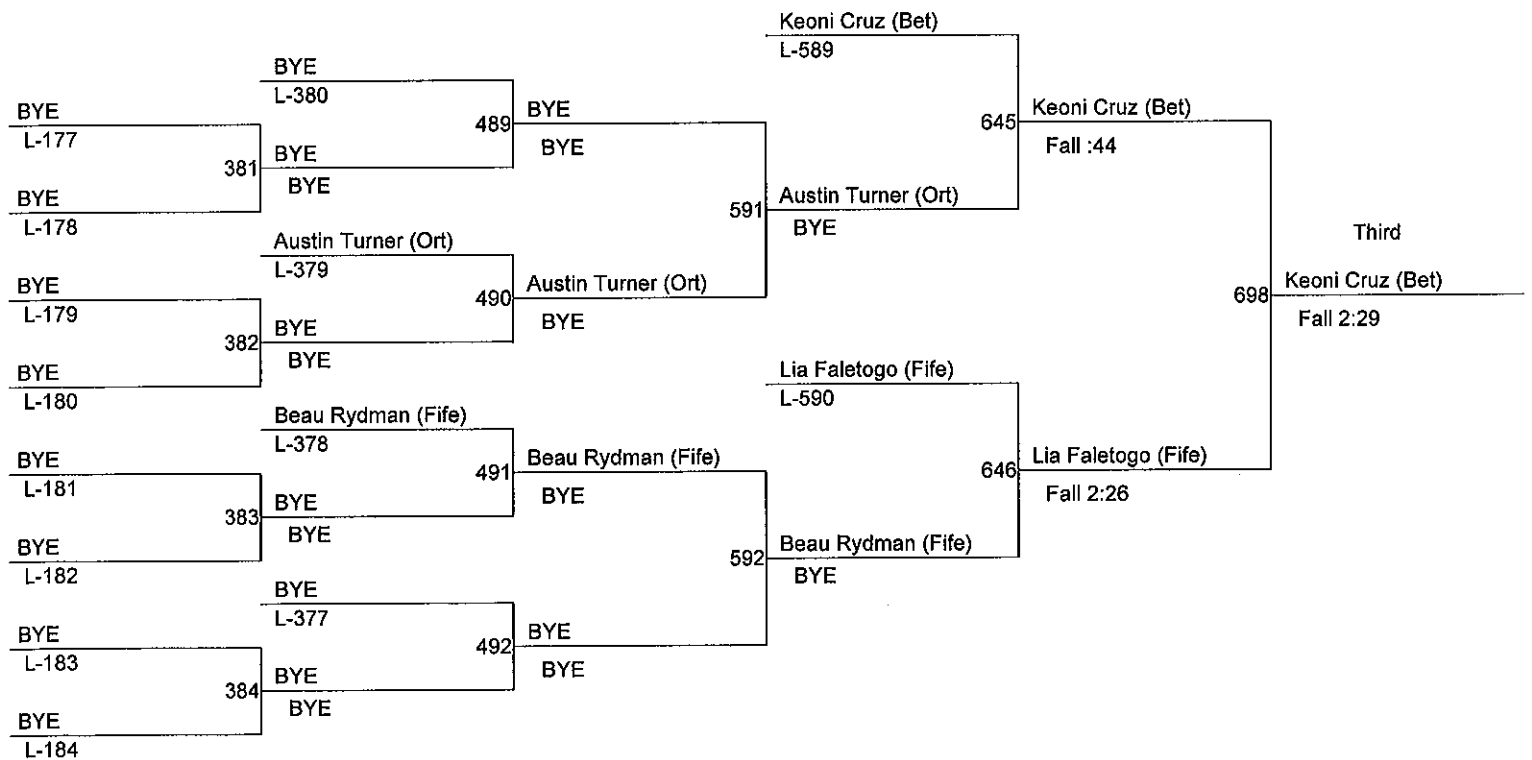 BYE
L-177
BYE
L-178
BYE
L-179
BYE
L-180
BYE
L-181
BYE
L-182
BYE
L-183
BYE
L-184
381
382
383
384
BYE
L-380
BYE
BYE
Austin Turner (Ort)
L-379
BYE
BYE
Beau Rydman (Fife)
L-378
BYE
BYE
BYE
L-377
BYE
BYE
489
490
491
492
BYE
BYE
Austin Turner (Ort)
BYE
Beau Rydman (Fife)
BYE
BYE
BYE
591
592
Keoni Cruz (Bet)
L-589
Austin Turner (Ort)
BYE
Lia Faletogo (Fife)
L-590
Beau Rydman (Fife)
BYE
645
646
Keoni Cruz (Bet)
Fall :44
Lia Faletogo (Fife)
Fall 2:26
698
Third
Keoni Cruz (Bet)
Fall 2:29